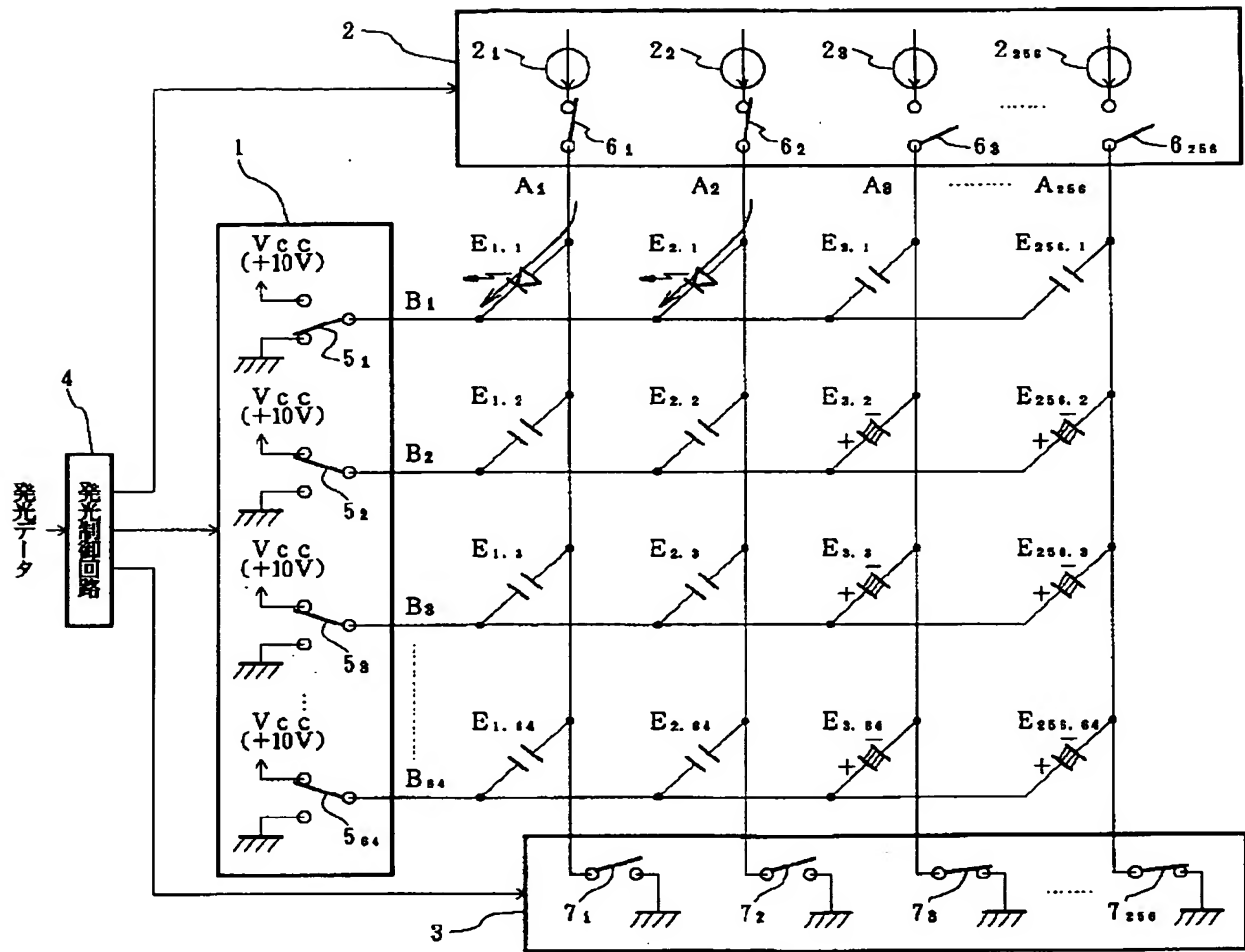 2
2₁ 2₂ 2₃ 2₂₅₆
6₁ 6₂ 6₃ 6₂₅₆
1
A₁ A₂ A₃ A₂₅₆
Vcc
(+10V)
E₁.₁ E₂.₁ E₃.₁ E₂₅₆.₁
B₁
5₁
4
Vcc
(+10V)
E₁.₂ E₂.₂ E₃.₂ E₂₅₆.₂
+ − + −
B₂
5₂
発光データ
発光制御回路
Vcc
(+10V)
E₁.₃ E₂.₃ E₃.₃ E₂₅₆.₃
+ − + −
B₃
5₃
Vcc
(+10V)
E₁.₆₄ E₂.₆₄ E₃.₆₄ E₂₅₆.₆₄
+ − + −
B₆₄
5₆₄
7₁ 7₂ 7₃ 7₂₅₆
3